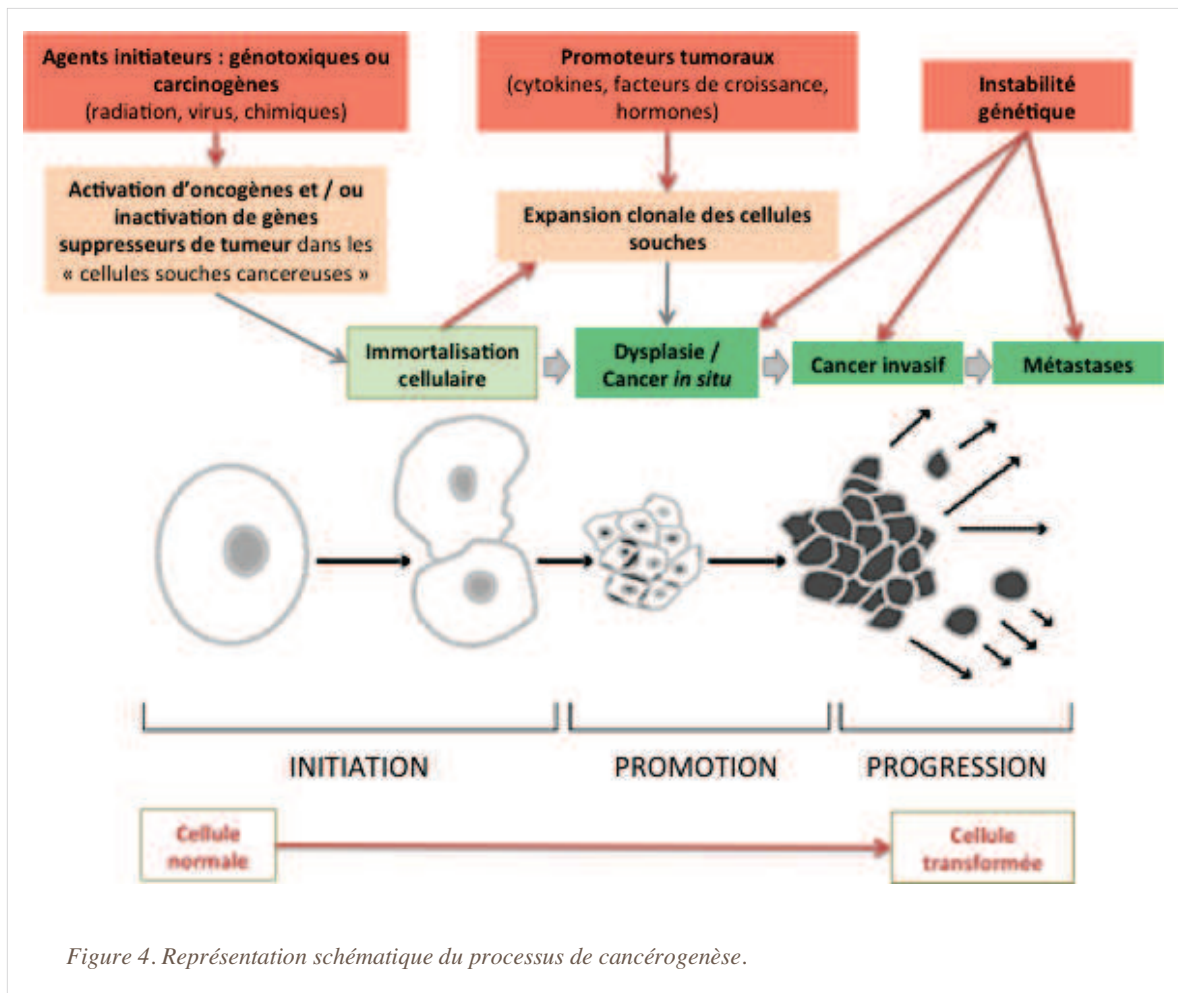 Agents initiateurs : génotoxiques ou
carcinogènes
(radiation, virus, chimiques)
Promoteurs tumoraux
(cytokines, facteurs de croissance,
hormones)
Instabilité
génétique
Activation d'oncogènes et / ou
inactivation de gènes
suppresseurs de tumeur dans les
« cellules souches cancereuses »
Expansion clonale des cellules
souches
Immortalisation
cellulaire
Dysplasie /
Cancer in situ
Cancer invasif
Métastases
INITIATION
PROMOTION
PROGRESSION
Cellule
normale
Cellule
transformée
Figure 4. Représentation schématique du processus de cancérogenèse.